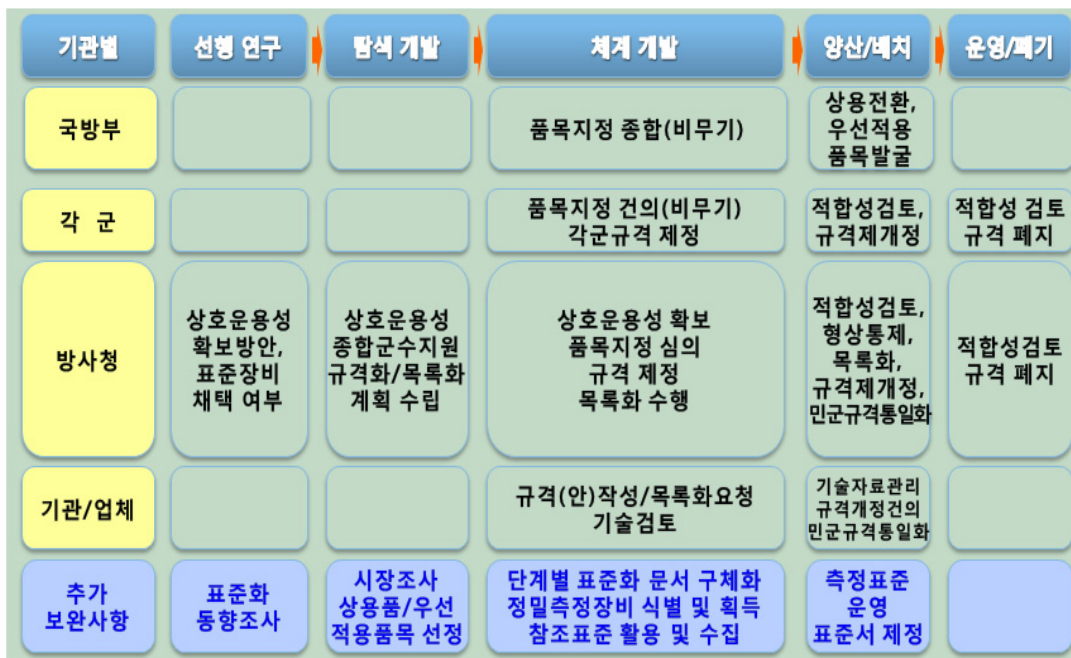 기관별
선행 연구
탐색 개발
체계 개발
양산/배치
운영/폐기
국방부
품목지정 종합(비무기)
상용전환,
우선적용
품목발굴
각 군
품목지정 건의(비무기)
각군규격 제정
적합성검토,
규격제개정
적합성 검토
규격 폐지
방사청
상호운용성
확보방안,
표준장비
채택 여부
상호운용성
종합군수지원
규격화/목록화
계획 수립
상호운용성 확보
품목지정 심의
규격 제정
목록화 수행
적합성검토,
형상통제,
목록화,
규격제개정,
민군규격통일화
적합성검토
규격 폐지
기관/업체
규격(안)작성/목록화요청
기술검토
기술자료관리
규격개정건의
민군규격통일화
추가
보완사항
표준화
동향조사
시장조사
상용품/우선
적용품목 선정
단계별 표준화 문서 구체화
정밀측정장비 식별 및 획득
참조표준 활용 및 수집
측정표준
운영
표준서 제정